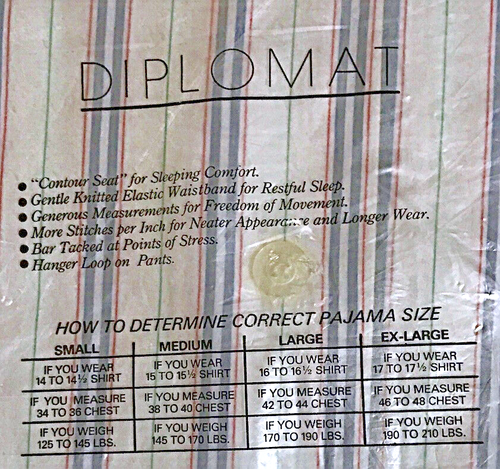 DIPLOMAT
● "Contour Seat" for Sleeping Comfort.
● Gentle Knitted Elastic Waistband for Restful Sleep.
● Generous Measurements for Freedom of Movement.
● More Stitches per Inch for Neater Appearance and Longer Wear.
● Bar Tacked at Points of Stress.
● Hanger Loop on Pants.
HOW TO DETERMINE CORRECT PAJAMA SIZE
SMALL MEDIUM LARGE EX-LARGE
IF YOU WEAR IF YOU WEAR IF YOU WEAR IF YOU WEAR
14 TO 14½ SHIRT 15 TO 15½ SHIRT 16 TO 16½ SHIRT 17 TO 17½ SHIRT
IF YOU MEASURE IF YOU MEASURE IF YOU MEASURE IF YOU MEASURE
34 TO 36 CHEST 38 TO 40 CHEST 42 TO 44 CHEST 46 TO 48 CHEST
IF YOU WEIGH IF YOU WEIGH IF YOU WEIGH IF YOU WEIGH
125 TO 145 LBS. 145 TO 170 LBS. 170 TO 190 LBS. 190 TO 210 LBS.